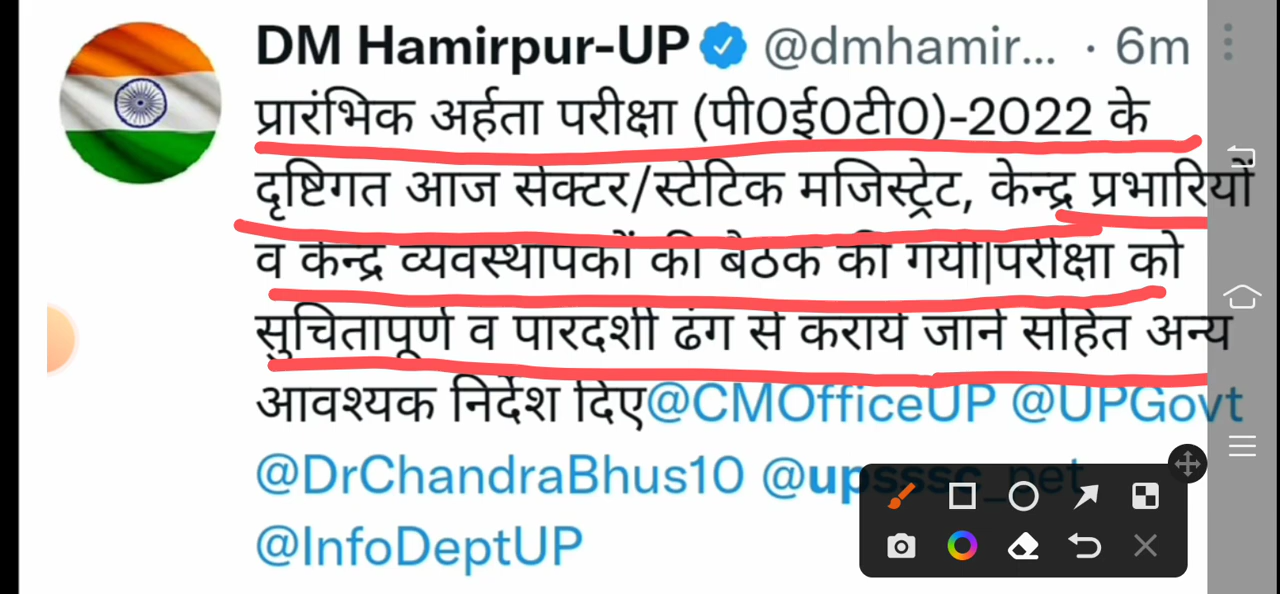 DM Hamirpur-UP @dmhamir... · 6m
प्रारंभिक अर्हता परीक्षा (पी0ई0टी0)-2022 के
दृष्टिगत आज सेक्टर/स्टेटिक मजिस्ट्रेट, केन्द्र प्रभारियों
व केन्द्र व्यवस्थापकों की बैठक की गयी|परीक्षा को
सुचितापूर्ण व पारदर्शी ढंग से कराये जाने सहित अन्य
आवश्यक निर्देश दिए@CMOfficeUP @UPGovt
@DrChandraBhus10 @upsssc_pet
@InfoDeptUP